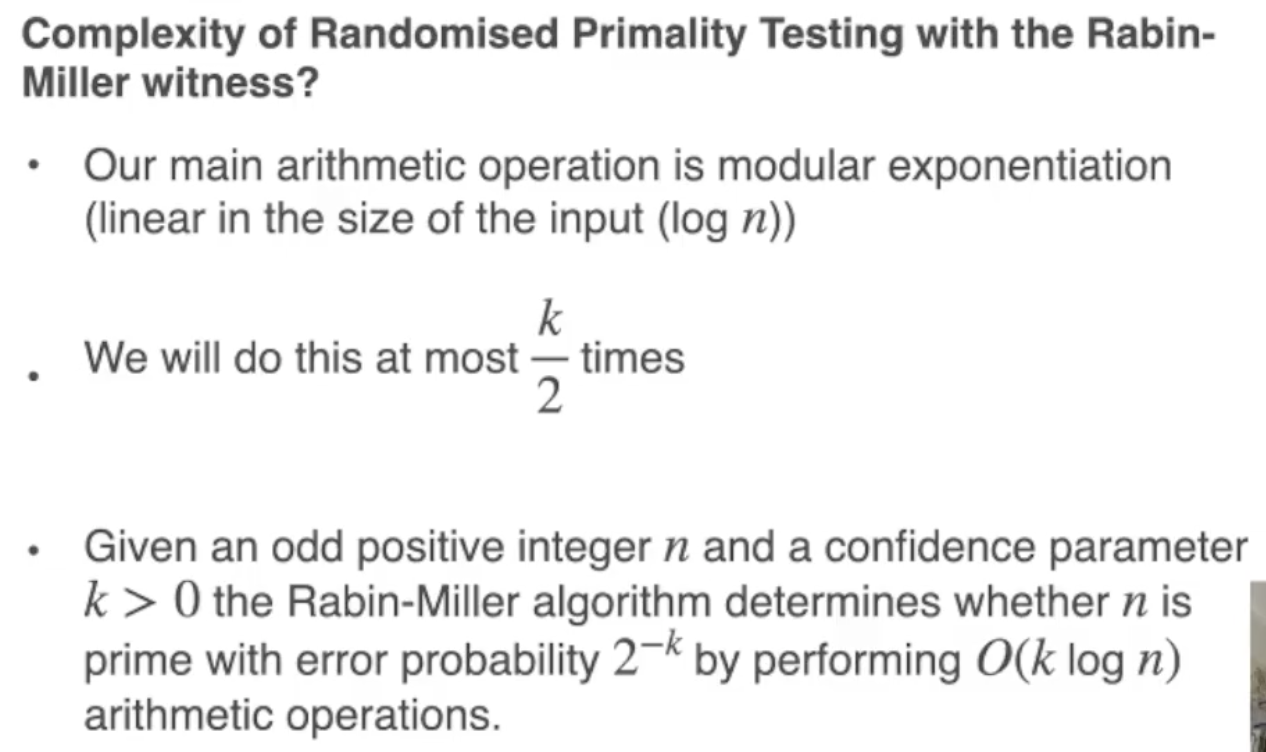 Complexity of Randomised Primality Testing with the Rabin-
Miller witness?
• Our main arithmetic operation is modular exponentiation
(linear in the size of the input (log n))
• We will do this at most k/2 times
• Given an odd positive integer n and a confidence parameter
k > 0 the Rabin-Miller algorithm determines whether n is
prime with error probability 2⁻ᵏ by performing O(k log n)
arithmetic operations.